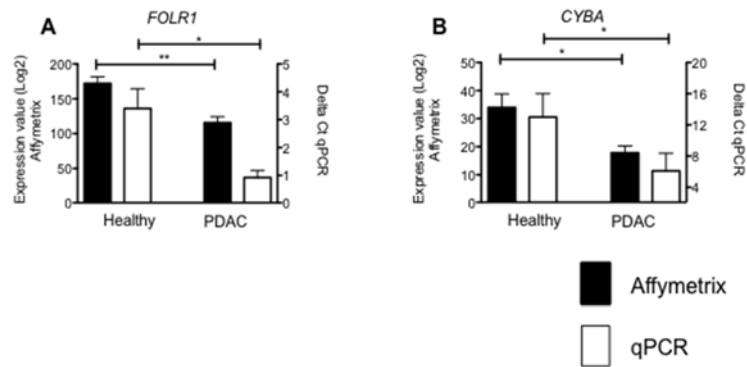 A
FOLR1
*
**
Expression value (Log2)
Affymetrix
200
150
100
50
0
5
4
3
2
1
0
Delta Ct qPCR
Healthy
PDAC
B
CYBA
*
*
Expression value (Log2)
Affymetrix
50
40
30
20
10
0
20
16
12
8
4
Delta Ct qPCR
Healthy
PDAC
Affymetrix
qPCR